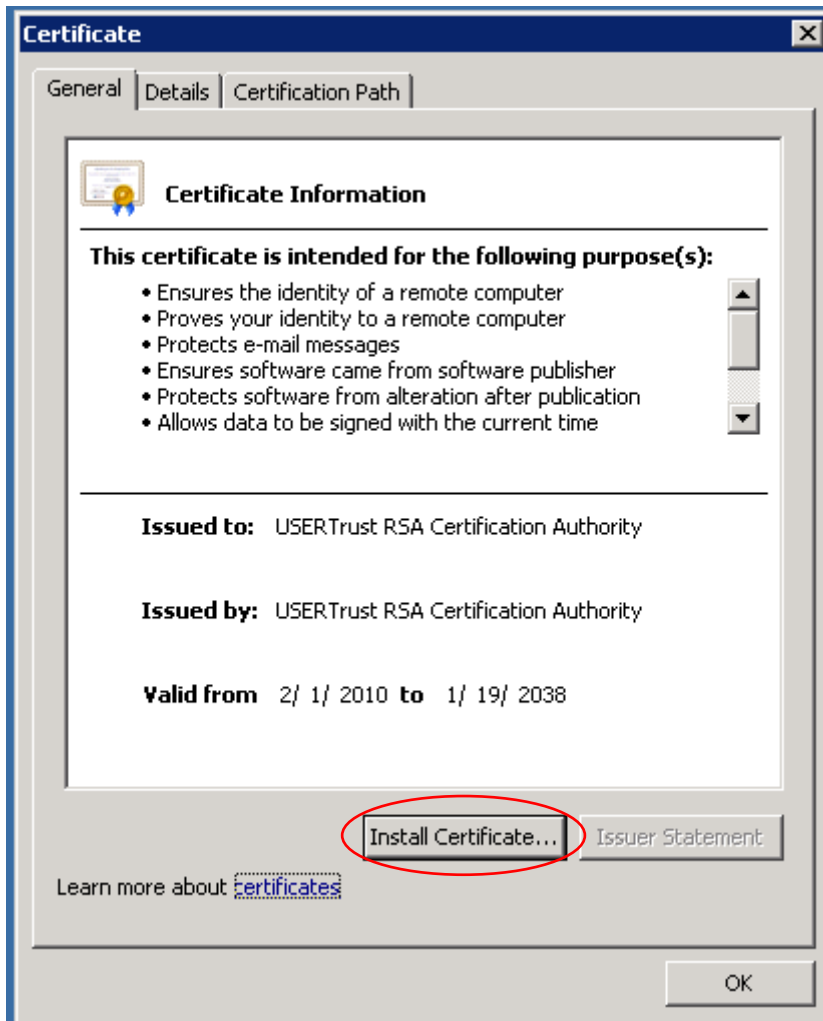 Certificate
General Details Certification Path
Certificate Information
This certificate is intended for the following purpose(s):
• Ensures the identity of a remote computer
• Proves your identity to a remote computer
• Protects e-mail messages
• Ensures software came from software publisher
• Protects software from alteration after publication
• Allows data to be signed with the current time
Issued to: USERTrust RSA Certification Authority
Issued by: USERTrust RSA Certification Authority
Valid from 2/ 1/ 2010 to 1/ 19/ 2038
Install Certificate... Issuer Statement
Learn more about certificates
OK